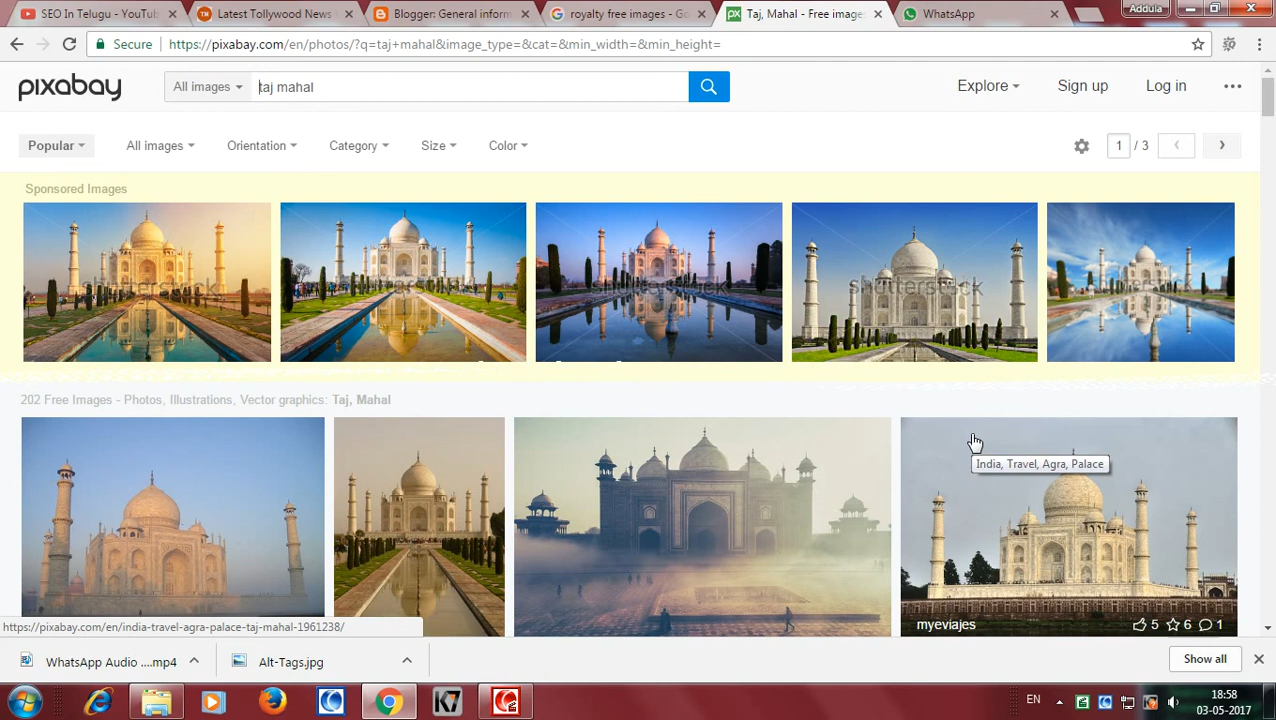 SEO In Telugu - YouTub
Latest Tollywood News
Blogger: General inform
royalty free images - Go
Taj, Mahal - Free image
WhatsApp
Addula
Secure
https://pixabay.com/en/photos/?q=taj+mahal&image_type=&cat=&min_width=&min_height=
pixabay
All images
taj mahal
Explore
Sign up
Log in
Popular
All images
Orientation
Category
Size
Color
1 / 3
Sponsored Images
shutterstock
shutterstock
202 Free Images - Photos, Illustrations, Vector graphics: Taj, Mahal
India, Travel, Agra, Palace
myeviajes
5
6
1
https://pixabay.com/en/india-travel-agra-palace-taj-mahal-1961238/
WhatsApp Audio ....mp4
Alt-Tags.jpg
Show all
K7
EN
18:58
03-05-2017